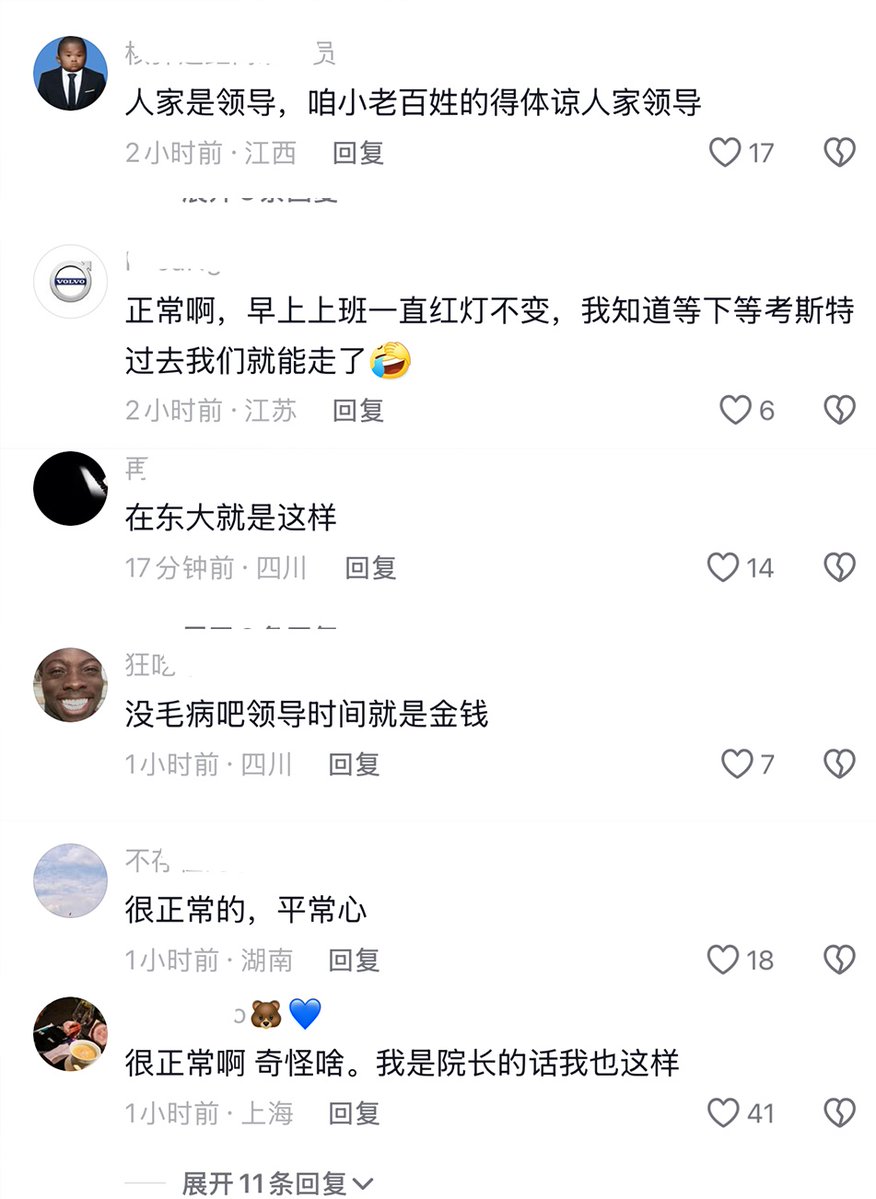 员
人家是领导，咱小老百姓的得体谅人家领导
2小时前·江西 回复 17
VOLVO
正常啊，早上上班一直红灯不变，我知道等下等考斯特
过去我们就能走了🤣
2小时前·江苏 回复 6
再
在东大就是这样
17分钟前·四川 回复 14
狂吃
没毛病吧领导时间就是金钱
1小时前·四川 回复 7
不存
很正常的，平常心
1小时前·湖南 回复 18
🐻💙
很正常啊 奇怪啥。我是院长的话我也这样
1小时前·上海 回复 41
展开11条回复